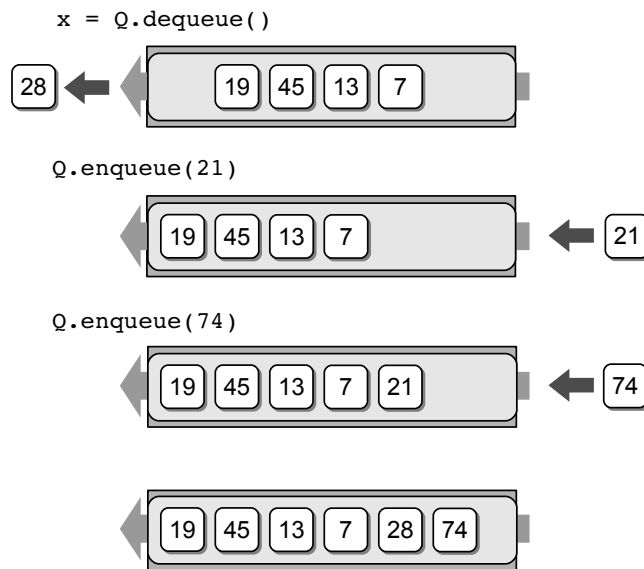 x = Q.dequeue()
28 19 45 13 7
Q.enqueue(21)
19 45 13 7 21
Q.enqueue(74)
19 45 13 7 21 74
19 45 13 7 28 74